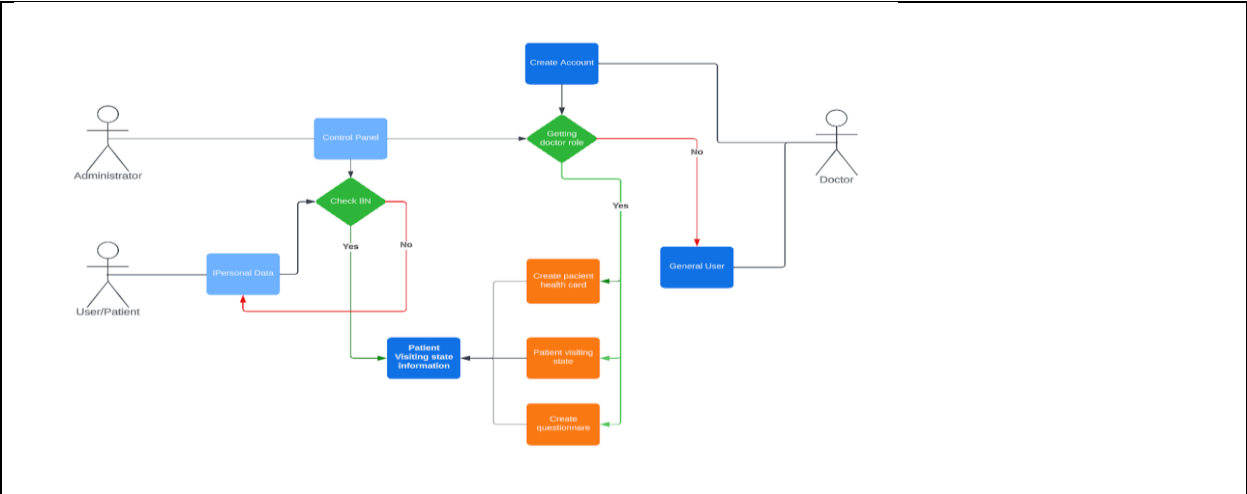 Create Account
Getting
doctor role
Control Panel
Administrator
No
Doctor
Check IIN
Yes
Yes
No
IPersonal Data
General User
Create pacient
health card
User/Patient
Patient
Visiting state
Information
Patient visiting
state
Create
questionnare